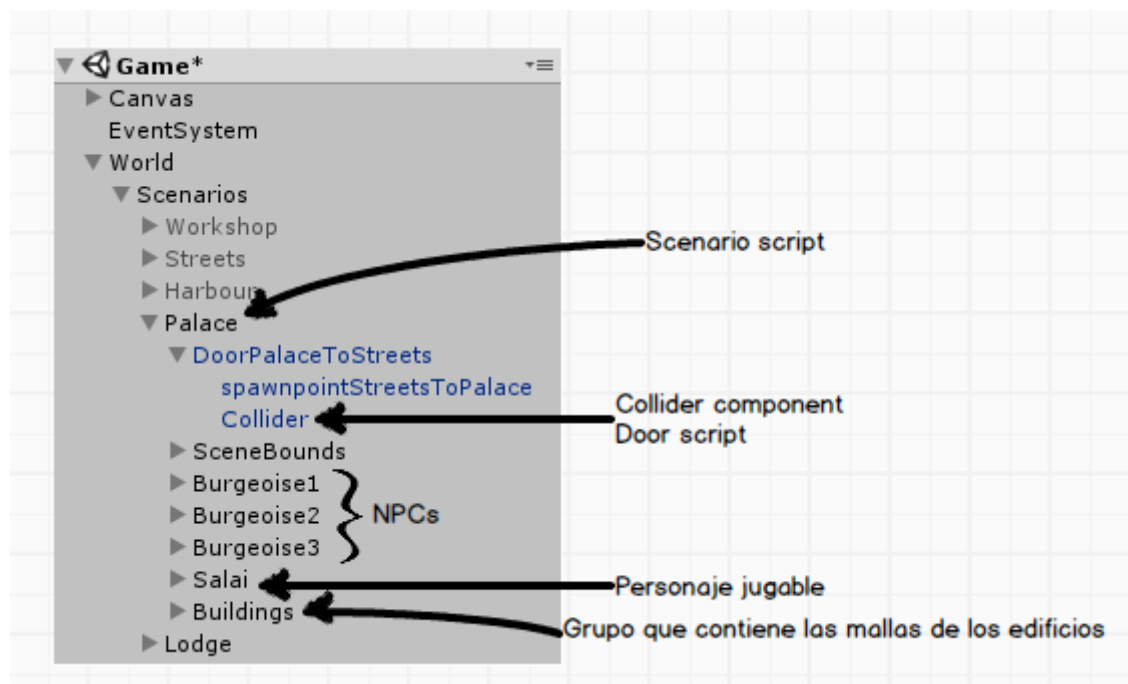 Game*
Canvas
EventSystem
World
Scenarios
Workshop
Scenario script
Streets
Harbour
Palace
DoorPalaceToStreets
spawnpointStreetsToPalace
Collider
Collider component
Door script
SceneBounds
Burgeoise1
Burgeoise2
NPCs
Burgeoise3
Salai
Personaje jugable
Buildings
Grupo que contiene las mallas de los edificios
Lodge